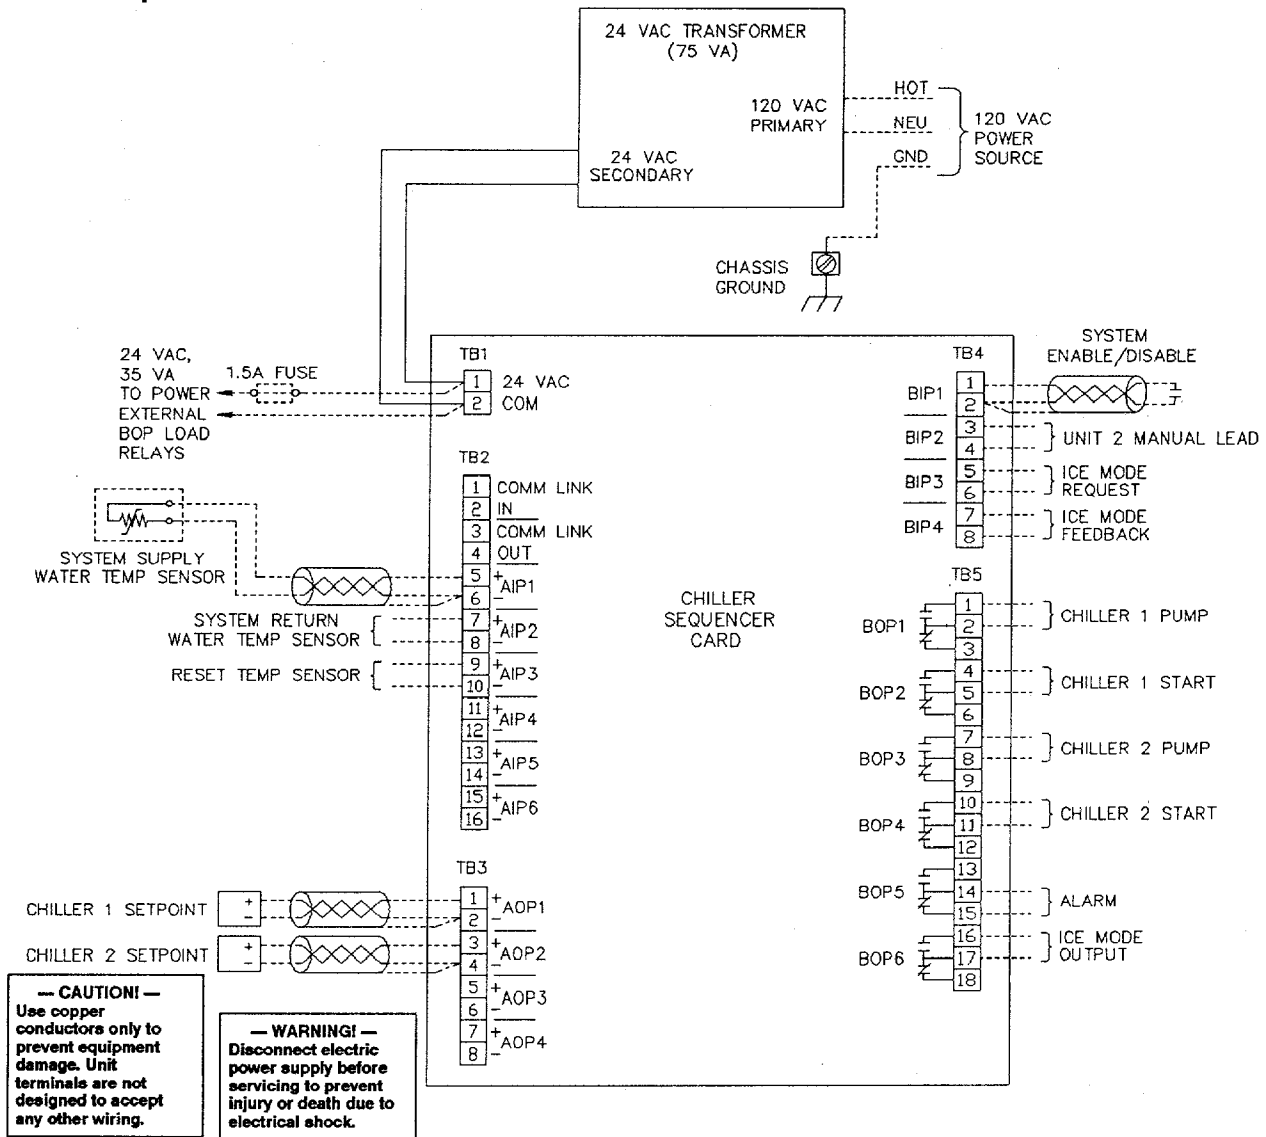 24 VAC TRANSFORMER
(75 VA)
120 VAC
PRIMARY
24 VAC
SECONDARY
HOT
NEU
GND
120 VAC
POWER
SOURCE
CHASSIS
GROUND
24 VAC,
35 VA
TO POWER
EXTERNAL
BOP LOAD
RELAYS
1.5A FUSE
TB1
1 24 VAC
2 COM
TB2
1 COMM LINK
2 IN
3 COMM LINK
4 OUT
5 +
AIP1
6 -
7 +
AIP2
8 -
9 +
AIP3
10 -
11 +
AIP4
12 -
13 +
AIP5
14 -
15 +
AIP6
16 -
SYSTEM SUPPLY
WATER TEMP SENSOR
SYSTEM RETURN
WATER TEMP SENSOR
RESET TEMP SENSOR
TB3
1 +
AOP1
2 -
3 +
AOP2
4 -
5 +
AOP3
6 -
7 +
AOP4
8 -
CHILLER 1 SETPOINT
+
-
CHILLER 2 SETPOINT
+
-
CHILLER
SEQUENCER
CARD
TB4
BIP1
1
2
BIP2
3
4
BIP3
5
6
BIP4
7
8
SYSTEM
ENABLE/DISABLE
UNIT 2 MANUAL LEAD
ICE MODE
REQUEST
ICE MODE
FEEDBACK
TB5
BOP1
1
2
3
CHILLER 1 PUMP
BOP2
4
5
6
CHILLER 1 START
BOP3
7
8
9
CHILLER 2 PUMP
BOP4
10
11
12
CHILLER 2 START
BOP5
13
14
15
ALARM
BOP6
16
17
18
ICE MODE
OUTPUT
— CAUTION! —
Use copper
conductors only to
prevent equipment
damage. Unit
terminals are not
designed to accept
any other wiring.
— WARNING! —
Disconnect electric
power supply before
servicing to prevent
injury or death due to
electrical shock.